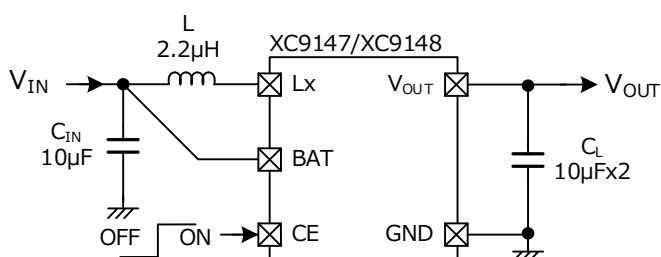 L
2.2µH
XC9147/XC9148
VIN
Lx
VOUT
VOUT
CIN
10µF
BAT
CL
10µFx2
OFF
ON
CE
GND